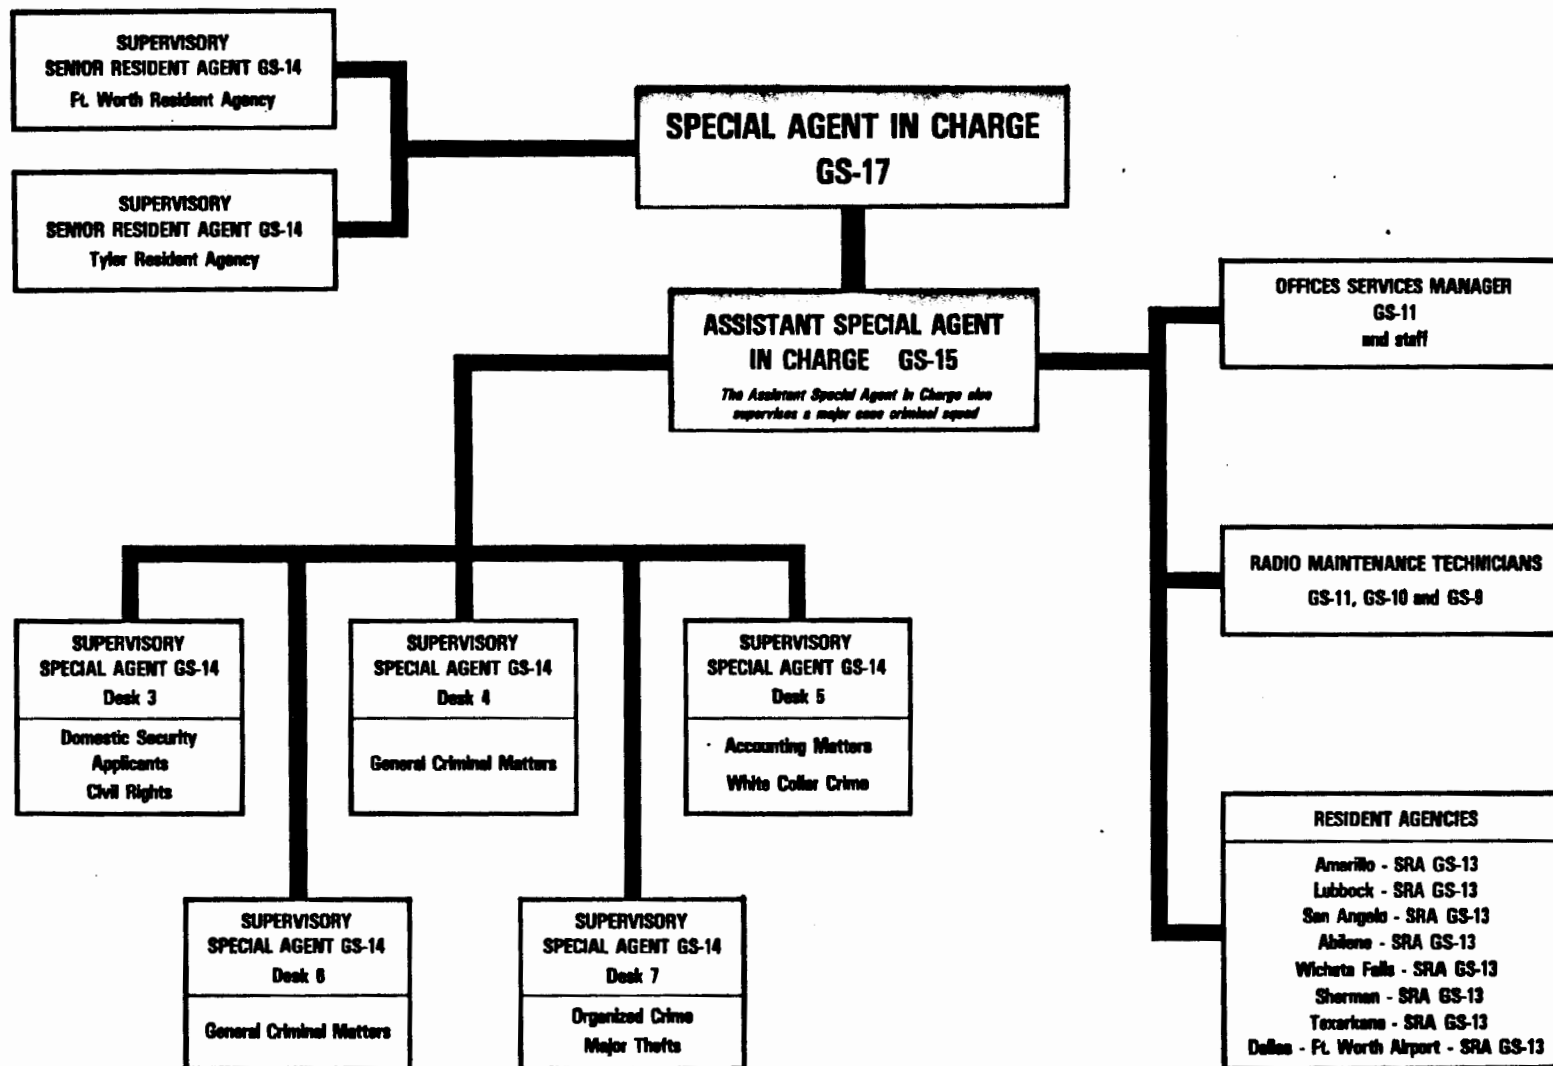 SUPERVISORY
SENIOR RESIDENT AGENT GS-14
Ft. Worth Resident Agency
SUPERVISORY
SENIOR RESIDENT AGENT GS-14
Tyler Resident Agency
SPECIAL AGENT IN CHARGE
GS-17
ASSISTANT SPECIAL AGENT
IN CHARGE GS-15
The Assistant Special Agent in Charge also
supervises a major case criminal squad
OFFICES SERVICES MANAGER
GS-11
and staff
RADIO MAINTENANCE TECHNICIANS
GS-11, GS-10 and GS-9
SUPERVISORY
SPECIAL AGENT GS-14
Desk 3
Domestic Security
Applicants
Civil Rights
SUPERVISORY
SPECIAL AGENT GS-14
Desk 4
General Criminal Matters
SUPERVISORY
SPECIAL AGENT GS-14
Desk 5
Accounting Matters
White Collar Crime
SUPERVISORY
SPECIAL AGENT GS-14
Desk 6
General Criminal Matters
SUPERVISORY
SPECIAL AGENT GS-14
Desk 7
Organized Crime
Major Thefts
RESIDENT AGENCIES
Amarillo - SRA GS-13
Lubbock - SRA GS-13
San Angelo - SRA GS-13
Abilene - SRA GS-13
Wicheta Falls - SRA GS-13
Sherman - SRA GS-13
Texarkana - SRA GS-13
Dallas - Ft. Worth Airport - SRA GS-13